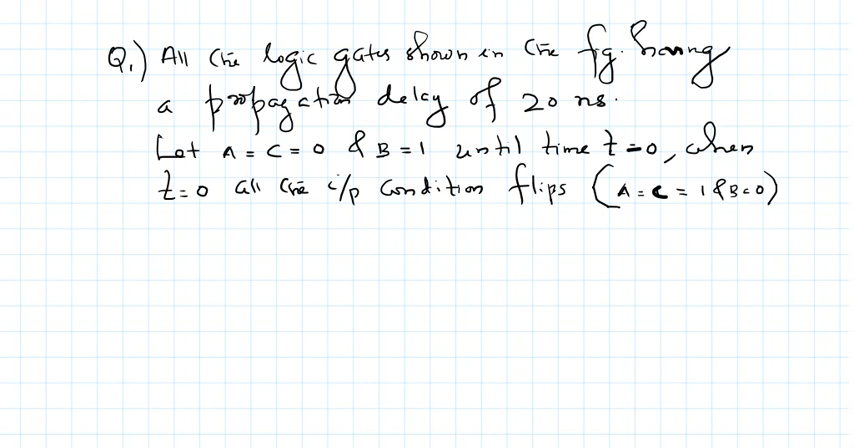 Q.) All the logic gates shown in the fg. having
a propagation delay of 20 ns.
Let A = C = 0 & B = 1 until time t = 0, when
t = 0 all the i/p condition flips (A = C = 1 & B = 0)